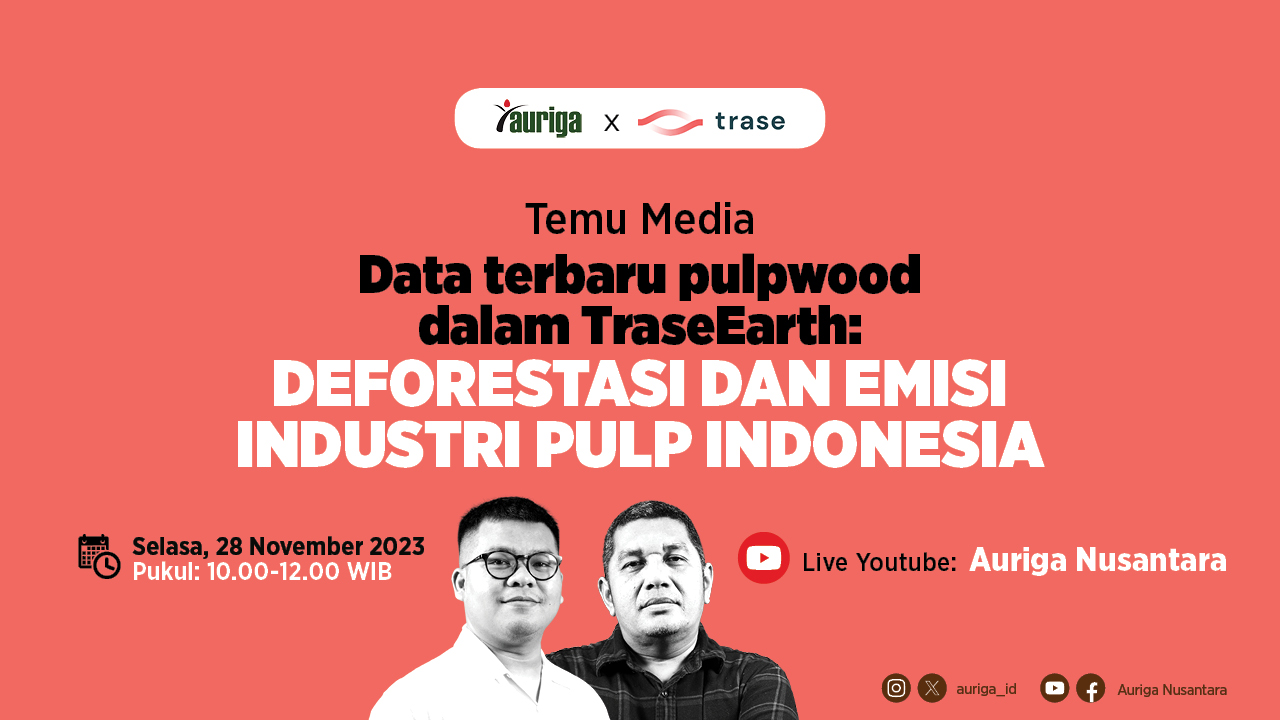 auriga x trase
Temu Media
Data terbaru pulpwood
dalam TraseEarth:
DEFORESTASI DAN EMISI
INDUSTRI PULP INDONESIA
Selasa, 28 November 2023
Pukul: 10.00-12.00 WIB
Live Youtube: Auriga Nusantara
auriga_id
Auriga Nusantara